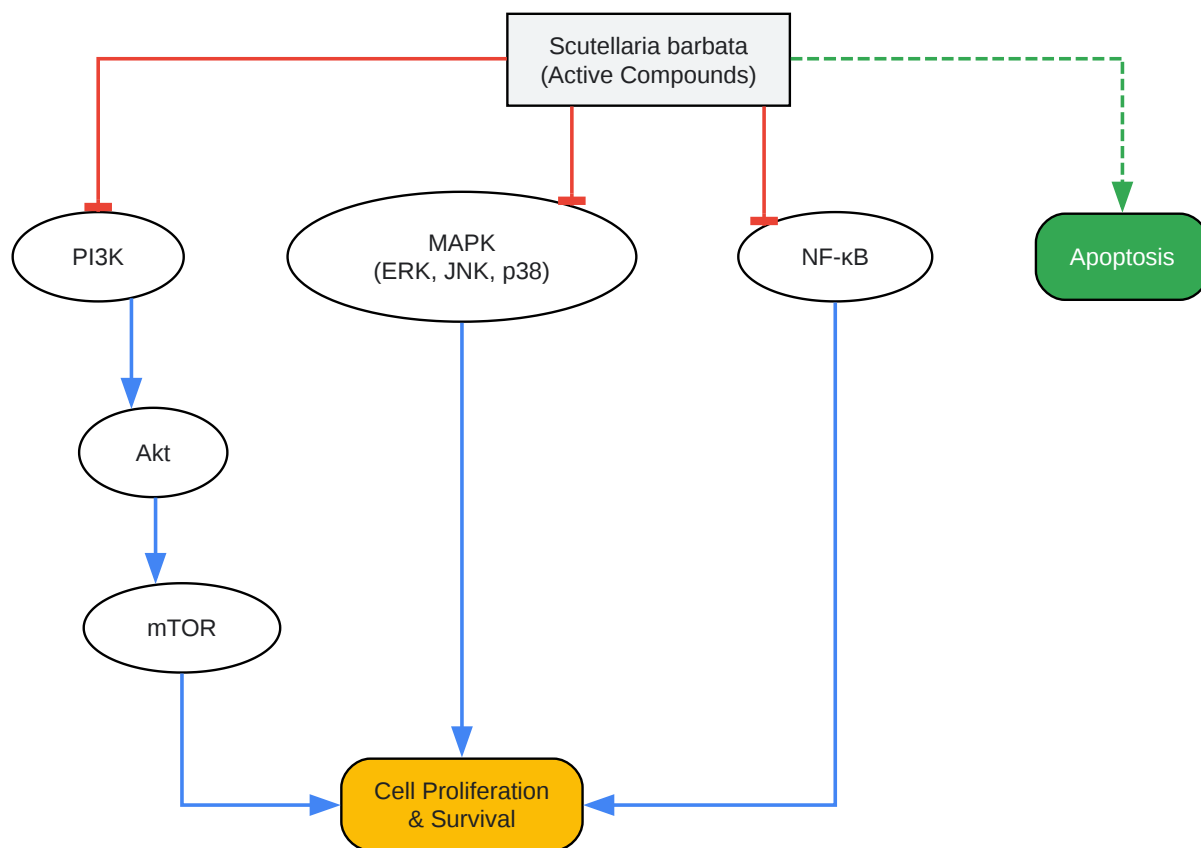 Scutellaria barbata
(Active Compounds)
PI3K
MAPK
(ERK, JNK, p38)
NF-κB
Apoptosis
Akt
mTOR
Cell Proliferation
& Survival